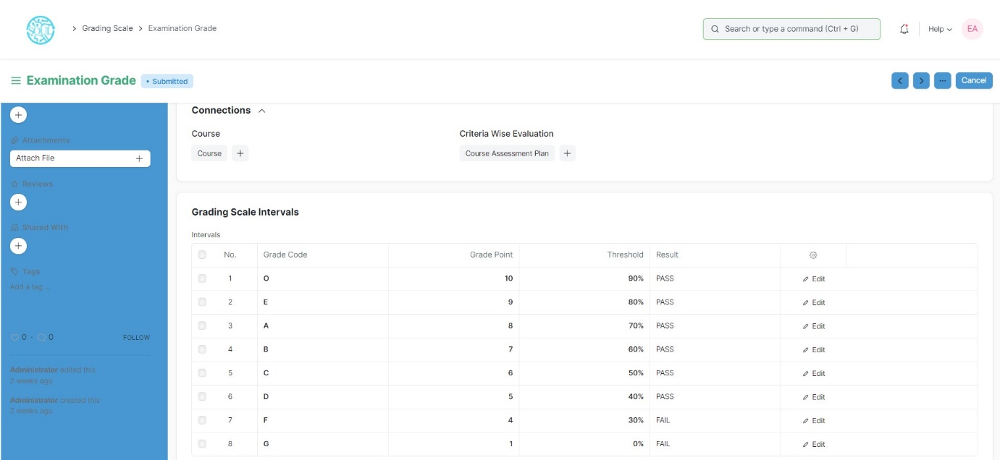 SOUL
> Grading Scale > Examination Grade
Search or type a command (Ctrl + G)
Help
EA
Examination Grade
• Submitted
Cancel
Attachments
Attach File
Reviews
Shared With
Tags
Add a tag ...
0 · 0 FOLLOW
Administrator edited this
2 weeks ago
Administrator created this
2 weeks ago
Connections
Course Criteria Wise Evaluation
Course + Course Assessment Plan +
Grading Scale Intervals
Intervals
No. Grade Code Grade Point Threshold Result
1 O 10 90% PASS Edit
2 E 9 80% PASS Edit
3 A 8 70% PASS Edit
4 B 7 60% PASS Edit
5 C 6 50% PASS Edit
6 D 5 40% PASS Edit
7 F 4 30% FAIL Edit
8 G 1 0% FAIL Edit